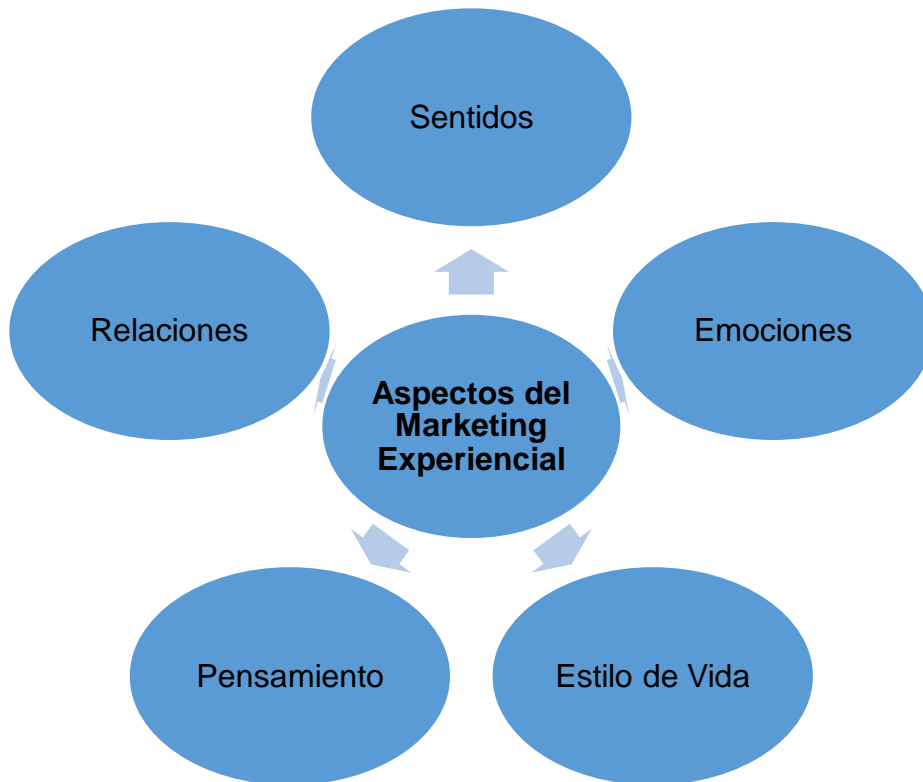 Sentidos
Relaciones
Emociones
Aspectos del
Marketing
Experiencial
Pensamiento
Estilo de Vida